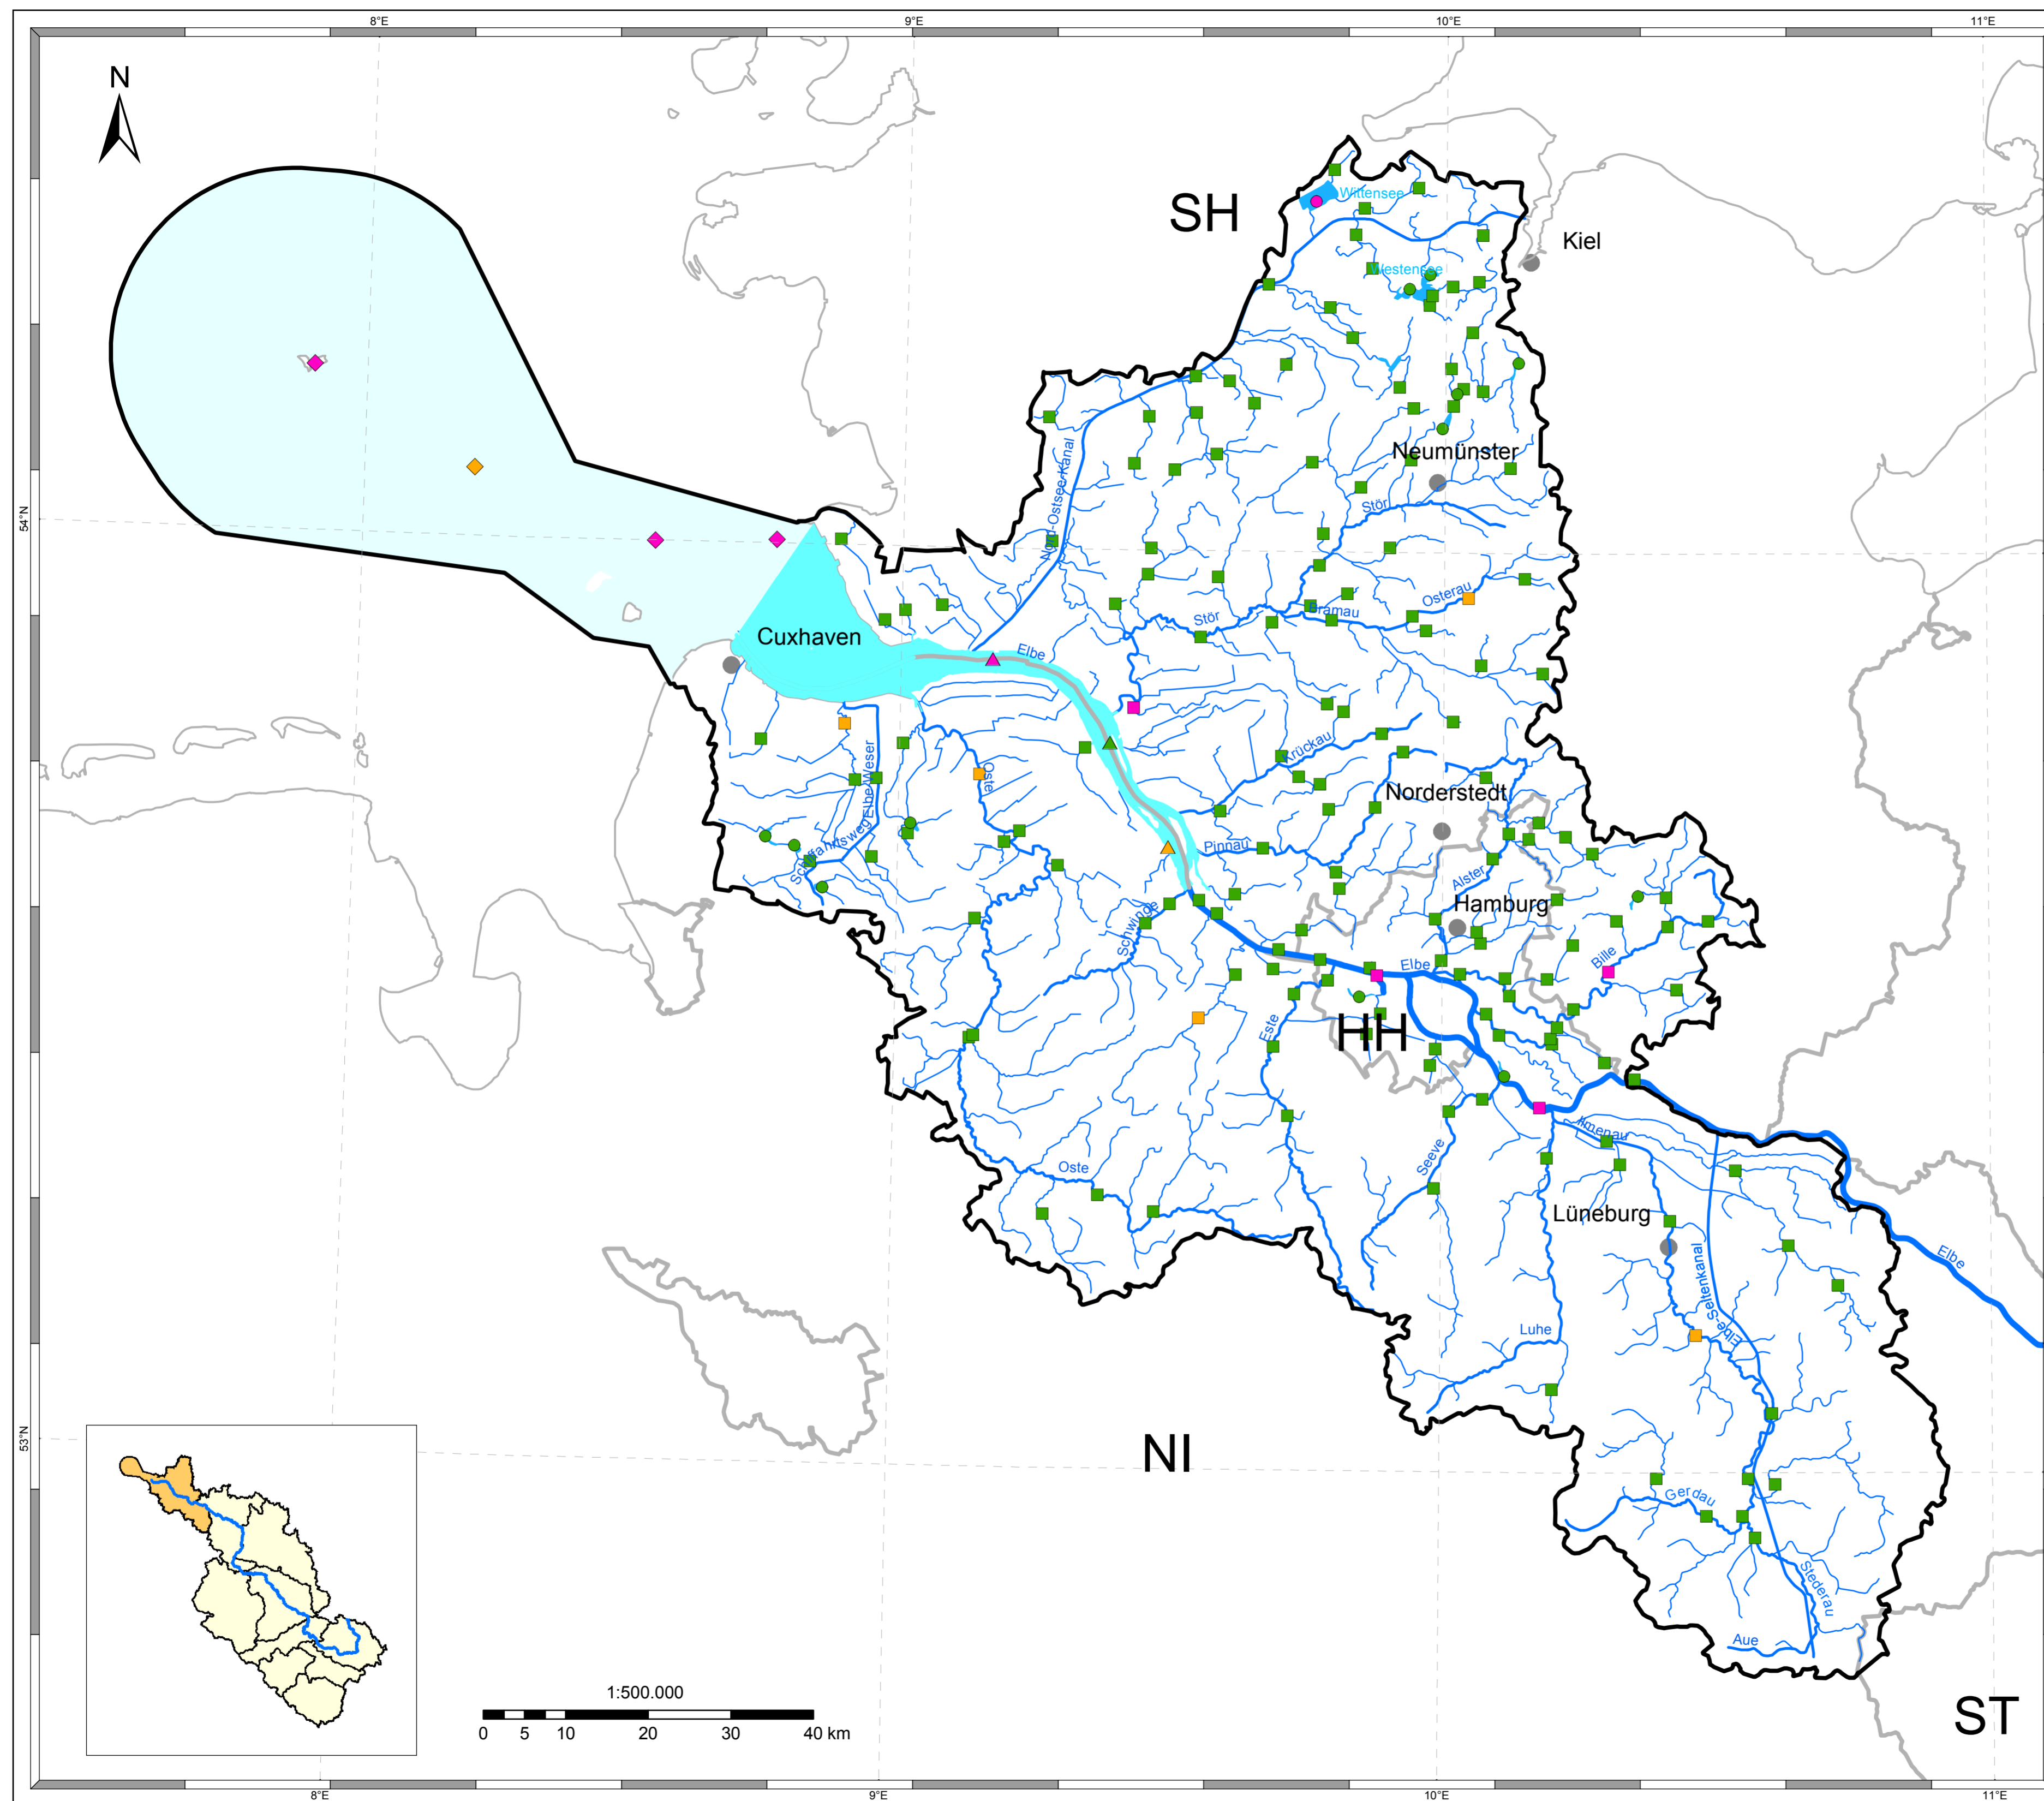 8°E
9°E
10°E
11°E
N
SH
Wittensee
Kiel
Westensee
Neumünster
Nord-Ostsee-Kanal
Stör
54°N
54°N
Osterau
Bramau
Stör
Cuxhaven
Elbe
Krückau
Elbe-Weser
Oste
Norderstedt
Schiffahrtsweg
Pinnau
Alster
Hamburg
Schwinge
Bille
Elbe
Este
HH
Ilmenau
Seeve
Oste
Lüneburg
Elbe
Elbe-Seitenkanal
Luhe
53°N
NI
Gerdau
Stederau
Aue
1:500.000
0 5 10 20 30 40 km
ST
8°E
9°E
10°E
11°E